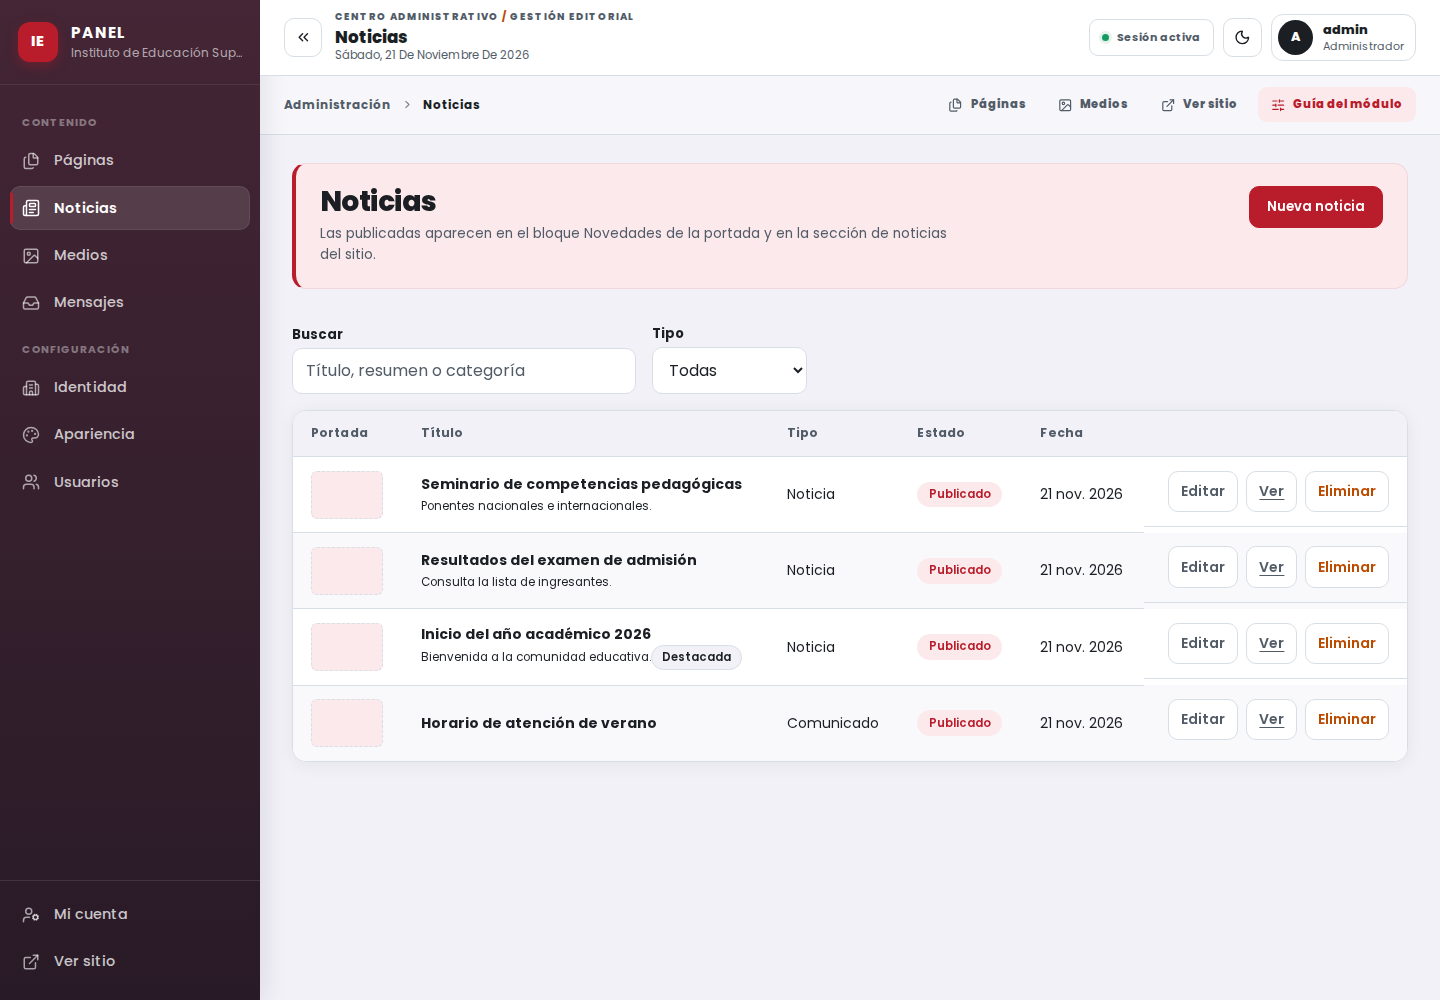 IE
PANEL
Instituto de Educación Sup...
CONTENIDO
Páginas
Noticias
Medios
Mensajes
CONFIGURACIÓN
Identidad
Apariencia
Usuarios
Mi cuenta
Ver sitio
CENTRO ADMINISTRATIVO / GESTIÓN EDITORIAL
Noticias
Sábado, 21 De Noviembre De 2026
Sesión activa
A
admin
Administrador
Administración > Noticias
Páginas
Medios
Ver sitio
Guía del módulo
Noticias
Las publicadas aparecen en el bloque Novedades de la portada y en la sección de noticias
del sitio.
Nueva noticia
Buscar
Título, resumen o categoría
Tipo
Todas
Portada Título Tipo Estado Fecha
Seminario de competencias pedagógicas
Ponentes nacionales e internacionales.
Noticia Publicado 21 nov. 2026 Editar Ver Eliminar
Resultados del examen de admisión
Consulta la lista de ingresantes.
Noticia Publicado 21 nov. 2026 Editar Ver Eliminar
Inicio del año académico 2026
Bienvenida a la comunidad educativa. Destacada
Noticia Publicado 21 nov. 2026 Editar Ver Eliminar
Horario de atención de verano
Comunicado Publicado 21 nov. 2026 Editar Ver Eliminar